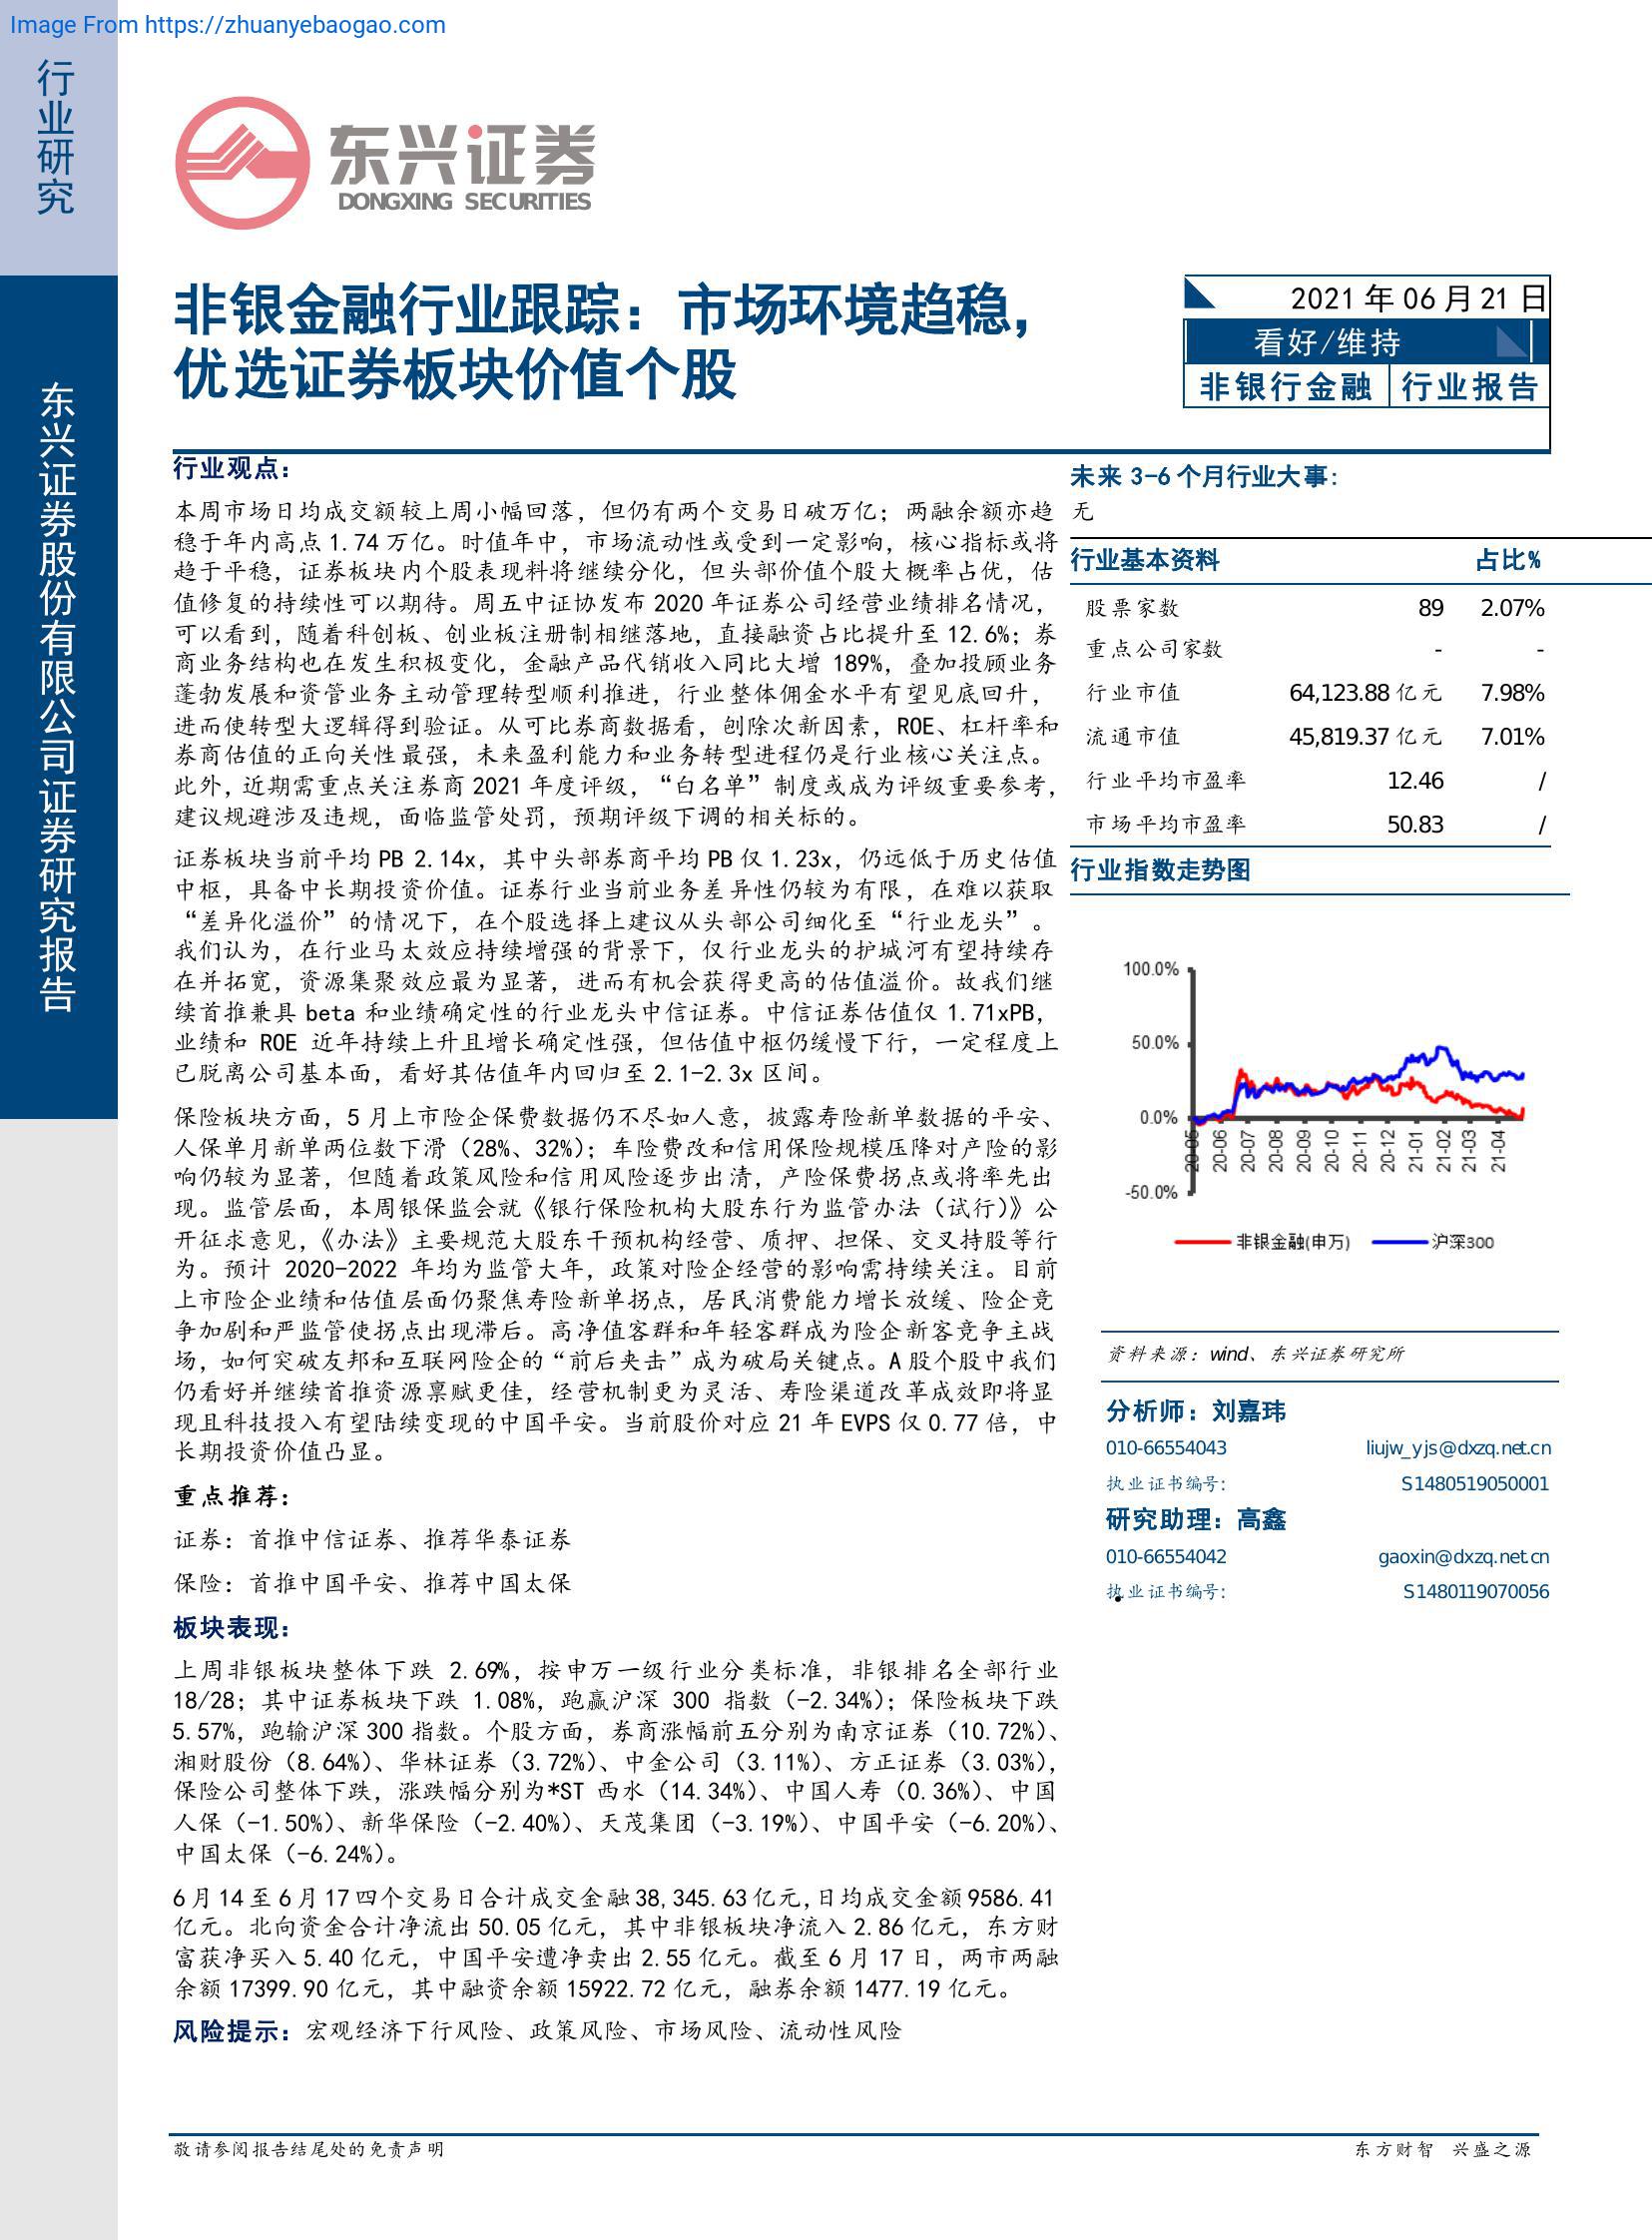 Image From https://zhuanyebaogao.com
行业研究
东兴证券股份有限公司证券研究报告
东兴证券
DONGXING SECURITIES
非银金融行业跟踪：市场环境趋稳，
优选证券板块价值个股
2021 年 06 月 21 日
看好/维持
非银行金融 行业报告
行业观点：
本周市场日均成交额较上周小幅回落，但仍有两个交易日破万亿；两融余额亦趋
稳于年内高点 1.74 万亿。时值年中，市场流动性或受到一定影响，核心指标或将
趋于平稳，证券板块内个股表现料将继续分化，但头部价值个股大概率占优，估
值修复的持续性可以期待。周五中证协发布 2020 年证券公司经营业绩排名情况，
可以看到，随着科创板、创业板注册制相继落地，直接融资占比提升至 12.6%；券
商业务结构也在发生积极变化，金融产品代销收入同比大增 189%，叠加投顾业务
蓬勃发展和资管业务主动管理转型顺利推进，行业整体佣金水平有望见底回升，
进而使转型大逻辑得到验证。从可比券商数据看，刨除次新因素，ROE、杠杆率和
券商估值的正向关性最强，未来盈利能力和业务转型进程仍是行业核心关注点。
此外，近期需重点关注券商 2021 年度评级，“白名单”制度或成为评级重要参考，
建议规避涉及违规，面临监管处罚，预期评级下调的相关标的。
证券板块当前平均 PB 2.14x，其中头部券商平均 PB 仅 1.23x，仍远低于历史估值
中枢，具备中长期投资价值。证券行业当前业务差异性仍较为有限，在难以获取
“差异化溢价”的情况下，在个股选择上建议从头部公司细化至“行业龙头”。
我们认为，在行业马太效应持续增强的背景下，仅行业龙头的护城河有望持续存
在并拓宽，资源集聚效应最为显著，进而有机会获得更高的估值溢价。故我们继
续首推兼具 beta 和业绩确定性的行业龙头中信证券。中信证券估值仅 1.71xPB，
业绩和 ROE 近年持续上升且增长确定性强，但估值中枢仍缓慢下行，一定程度上
已脱离公司基本面，看好其估值年内回归至 2.1-2.3x 区间。
保险板块方面，5 月上市险企保费数据仍不尽如人意，披露寿险新单数据的平安、
人保单月新单两位数下滑（28%、32%）；车险费改和信用保险规模压降对产险的影
响仍较为显著，但随着政策风险和信用风险逐步出清，产险保费拐点或将率先出
现。监管层面，本周银保监会就《银行保险机构大股东行为监管办法（试行）》公
开征求意见，《办法》主要规范大股东干预机构经营、质押、担保、交叉持股等行
为。预计 2020-2022 年均为监管大年，政策对险企经营的影响需持续关注。目前
上市险企业绩和估值层面仍聚焦寿险新单拐点，居民消费能力增长放缓、险企竞
争加剧和严监管使拐点出现滞后。高净值客群和年轻客群成为险企新客竞争主战
场，如何突破友邦和互联网险企的“前后夹击”成为破局关键点。A 股个股中我们
仍看好并继续首推资源禀赋更佳，经营机制更为灵活、寿险渠道改革成效即将显
现且科技投入有望陆续变现的中国平安。当前股价对应 21 年 EVPS 仅 0.77 倍，中
长期投资价值凸显。
重点推荐：
证券：首推中信证券、推荐华泰证券
保险：首推中国平安、推荐中国太保
板块表现：
上周非银板块整体下跌 2.69%，按申万一级行业分类标准，非银排名全部行业
18/28；其中证券板块下跌 1.08%，跑赢沪深 300 指数（-2.34%）；保险板块下跌
5.57%，跑输沪深 300 指数。个股方面，券商涨幅前五分别为南京证券（10.72%）、
湘财股份（8.64%）、华林证券（3.72%）、中金公司（3.11%）、方正证券（3.03%），
保险公司整体下跌，涨跌幅分别为*ST 西水（14.34%）、中国人寿（0.36%）、中国
人保（-1.50%）、新华保险（-2.40%）、天茂集团（-3.19%）、中国平安（-6.20%）、
中国太保（-6.24%）。
6 月 14 至 6 月 17 四个交易日合计成交金融 38,345.63 亿元，日均成交金额 9586.41
亿元。北向资金合计净流出 50.05 亿元，其中非银板块净流入 2.86 亿元，东方财
富获净买入 5.40 亿元，中国平安遭净卖出 2.55 亿元。截至 6 月 17 日，两市两融
余额 17399.90 亿元，其中融资余额 15922.72 亿元，融券余额 1477.19 亿元。
风险提示：宏观经济下行风险、政策风险、市场风险、流动性风险
未来 3-6 个月行业大事：
无
行业基本资料 占比%
股票家数 89 2.07%
重点公司家数 - -
行业市值 64,123.88 亿元 7.98%
流通市值 45,819.37 亿元 7.01%
行业平均市盈率 12.46 /
市场平均市盈率 50.83 /
行业指数走势图
100.0%
50.0%
0.0%
-50.0%
20-05 20-06 20-07 20-08 20-09 20-10 20-11 20-12 21-01 21-02 21-03 21-04
非银金融(申万) 沪深300
资料来源：wind、东兴证券研究所
分析师：刘嘉玮
010-66554043 liujw_yjs@dxzq.net.cn
执业证书编号： S1480519050001
研究助理：高鑫
010-66554042 gaoxin@dxzq.net.cn
执业证书编号： S1480119070056
敬请参阅报告结尾处的免责声明
东方财智 兴盛之源